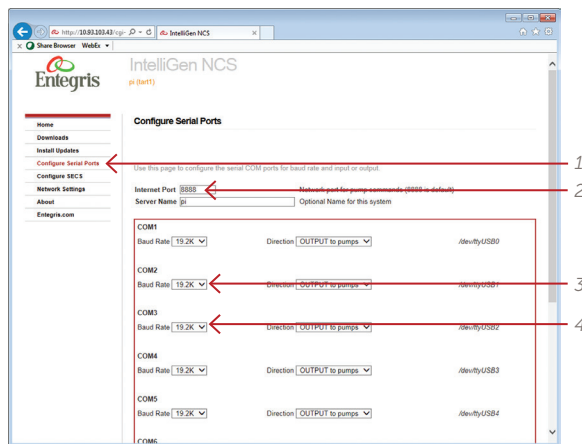 http://10.93.103.43/cgi-
IntelliGen NCS
Share Browser WebEx
Entegris
IntelliGen NCS
pi (tarit1)
Home
Downloads
Install Updates
Configure Serial Ports
Configure SECS
Network Settings
About
Entegris.com
Configure Serial Ports
Use this page to configure the serial COM ports for baud rate and input or output.
Internet Port 8888 Network port for pump commands (8888 is default)
Server Name pi Optional Name for this system
COM1
Baud Rate 19.2K Direction OUTPUT to pumps /dev/ttyUSB0
COM2
Baud Rate 19.2K Direction OUTPUT to pumps /dev/ttyUSB1
COM3
Baud Rate 19.2K Direction OUTPUT to pumps /dev/ttyUSB2
COM4
Baud Rate 19.2K Direction OUTPUT to pumps /dev/ttyUSB3
COM5
Baud Rate 19.2K Direction OUTPUT to pumps /dev/ttyUSB4
COM6
1
2
3
4